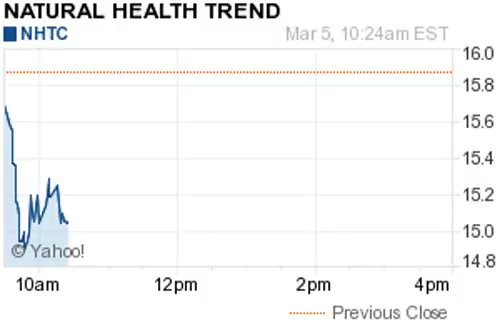 NATURAL HEALTH TREND
NHTC Mar 5, 10:24am EST
16.0
15.8
15.6
15.4
15.2
15.0
14.8
© Yahoo!
10am 12pm 2pm 4pm
Previous Close